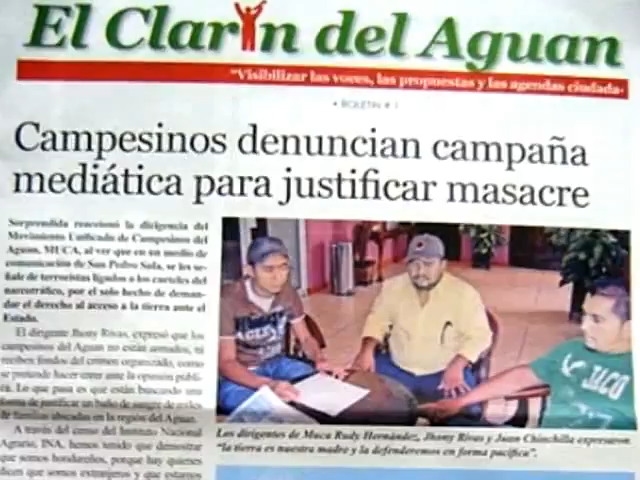 El Clarin del Aguan
"Visibilizar las voces, las propuestas y las agendas ciudada-
• BOLETIN # 1
Campesinos denuncian campaña
mediática para justificar masacre
Sorprendida reaccionó la dirigencia del
Movimiento Unificado de Campesinos del
Aguan, MUCA, al ver que en un medio de
comunicación de San Pedro Sula, se les se-
ñale de terroristas ligados a los carteles del
narcotráfico, por el solo hecho de deman-
dar el derecho al acceso a la tierra ante el
Estado.
El dirigente Jhony Rivas, expresó que los
campesinos del Aguan no están armados, ni
reciben fondos del crimen organizado, como
se pretende hacer creer ante la opinión públi-
ca. Lo que pasa es que están buscando una
forma de justificar un baño de sangre de miles
de familias ubicadas en la región del Aguan.
A través del censo del Instituto Nacional
Agrario, INA, hemos tenido que demostrar
que somos hondureños, porque hay quienes
dicen que somos extranjeros y que estamos
AGLES
JACO
Los dirigentes de Muca Rudy Hernández, Jhony Rivas y Juan Chinchilla expresaron
"la tierra es nuestra madre y la defenderemos en forma pacífica".